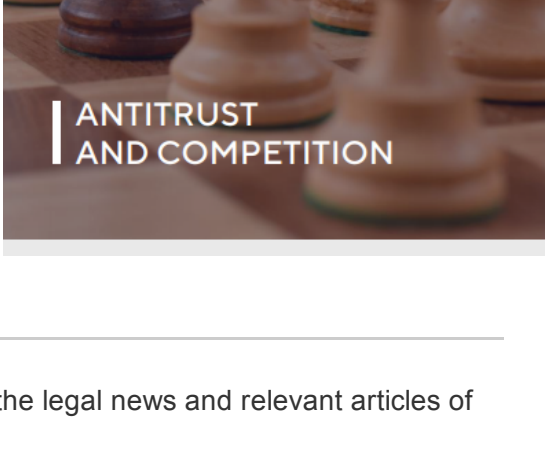 ANTITRUST
AND COMPETITION
the legal news and relevant articles of